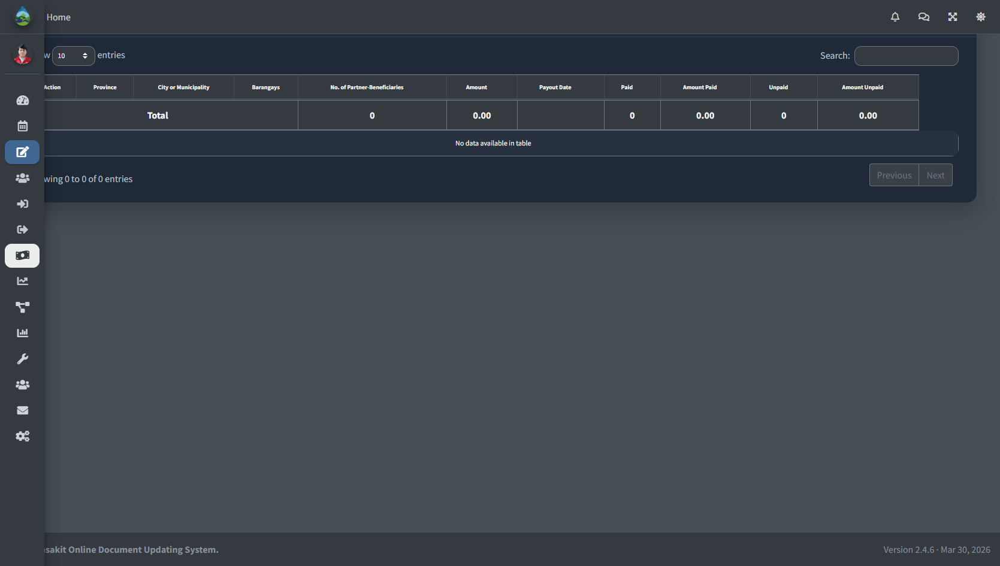 Home
w 10 entries
Search:
Action Province City or Municipality Barangays No. of Partner-Beneficiaries Amount Payout Date Paid Amount Paid Unpaid Amount Unpaid
Total 0 0.00 0 0.00 0 0.00
No data available in table
wing 0 to 0 of 0 entries
Previous Next
asakit Online Document Updating System.
Version 2.4.6 · Mar 30, 2026